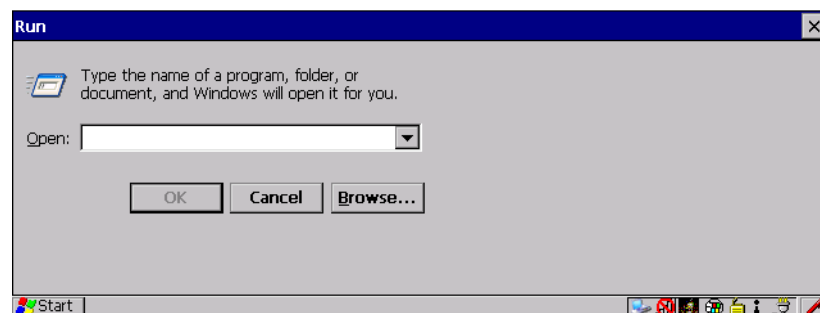 Run
Type the name of a program, folder, or
document, and Windows will open it for you.
Open:
OK Cancel Browse...
Start